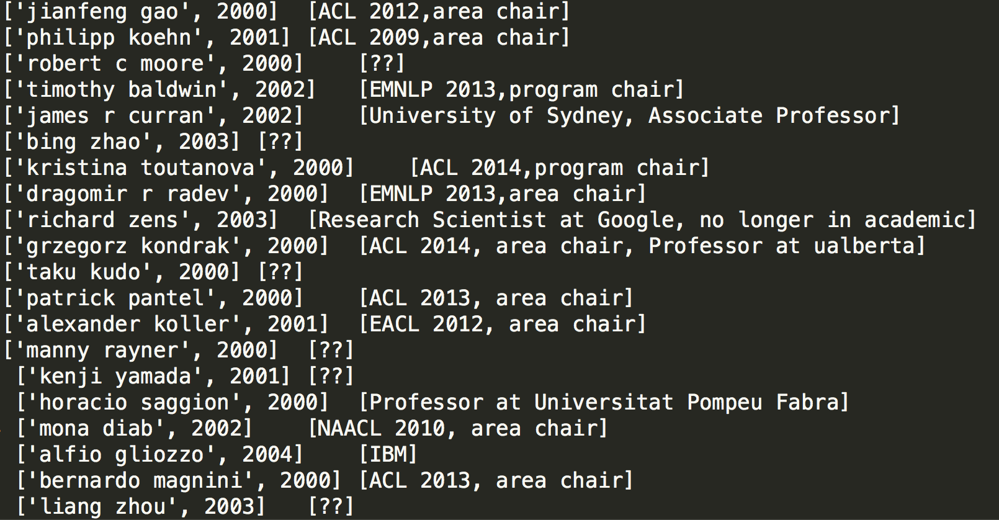 ['jianfeng gao', 2000]   [ACL 2012,area chair]
['philipp koehn', 2001]  [ACL 2009,area chair]
['robert c moore', 2000]     [??]
['timothy baldwin', 2002]    [EMNLP 2013,program chair]
['james r curran', 2002]     [University of Sydney, Associate Professor]
['bing zhao', 2003]  [??]
['kristina toutanova', 2000]     [ACL 2014,program chair]
['dragomir r radev', 2000]   [EMNLP 2013,area chair]
['richard zens', 2003]   [Research Scientist at Google, no longer in academic]
['grzegorz kondrak', 2000]   [ACL 2014, area chair, Professor at ualberta]
['taku kudo', 2000]  [??]
['patrick pantel', 2000]     [ACL 2013, area chair]
['alexander koller', 2001]   [EACL 2012, area chair]
['manny rayner', 2000]   [??]
['kenji yamada', 2001]  [??]
['horacio saggion', 2000]   [Professor at Universitat Pompeu Fabra]
['mona diab', 2002]     [NAACL 2010, area chair]
['alfio gliozzo', 2004]     [IBM]
['bernardo magnini', 2000]  [ACL 2013, area chair]
['liang zhou', 2003]    [??]